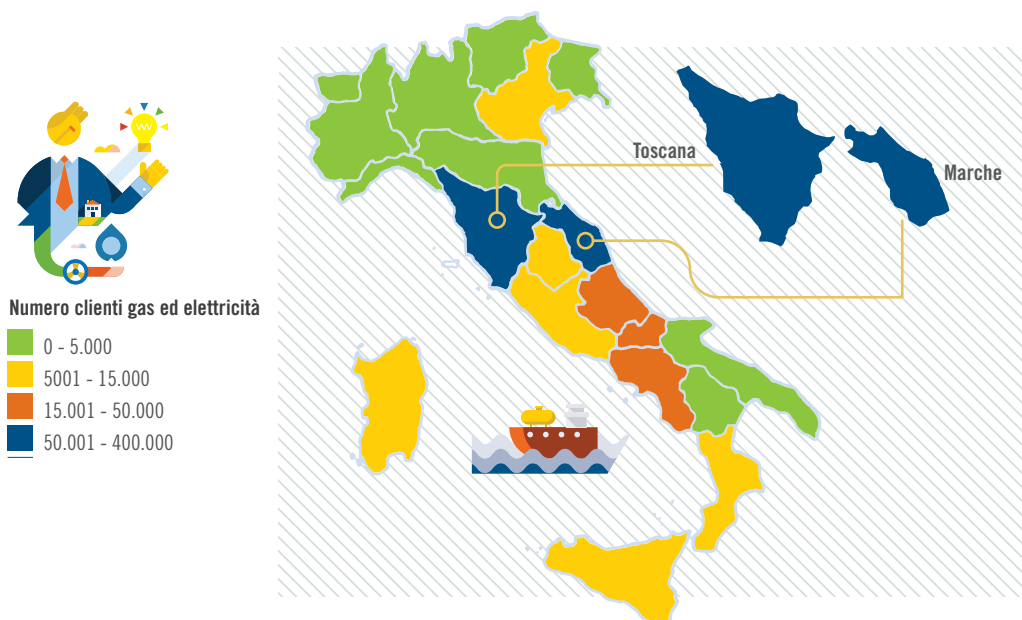 Toscana
Marche
Numero clienti gas ed elettricità
0 - 5.000
5001 - 15.000
15.001 - 50.000
50.001 - 400.000